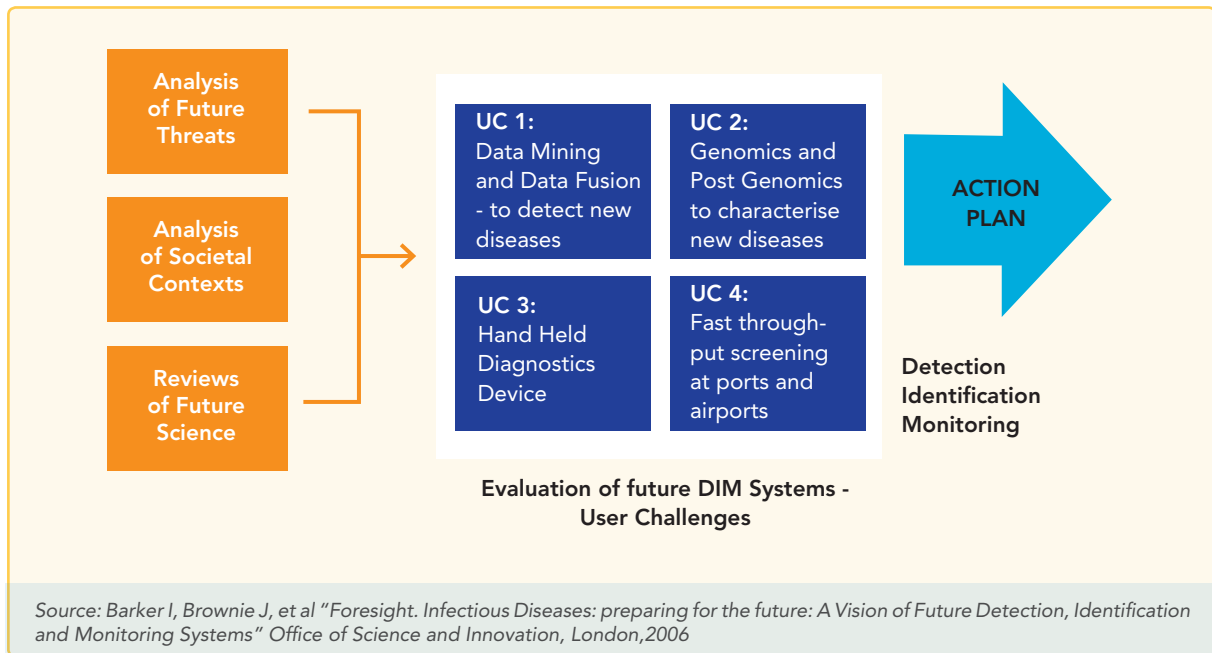 Analysis
of Future
Threats
Analysis
of Societal
Contexts
Reviews
of Future
Science
UC 1:
Data Mining
and Data Fusion
- to detect new
diseases
UC 2:
Genomics and
Post Genomics
to characterise
new diseases
UC 3:
Hand Held
Diagnostics
Device
UC 4:
Fast through-
put screening
at ports and
airports
Evaluation of future DIM Systems -
User Challenges
ACTION
PLAN
Detection
Identification
Monitoring
Source: Barker I, Brownie J, et al “Foresight. Infectious Diseases: preparing for the future: A Vision of Future Detection, Identification
and Monitoring Systems” Office of Science and Innovation, London,2006